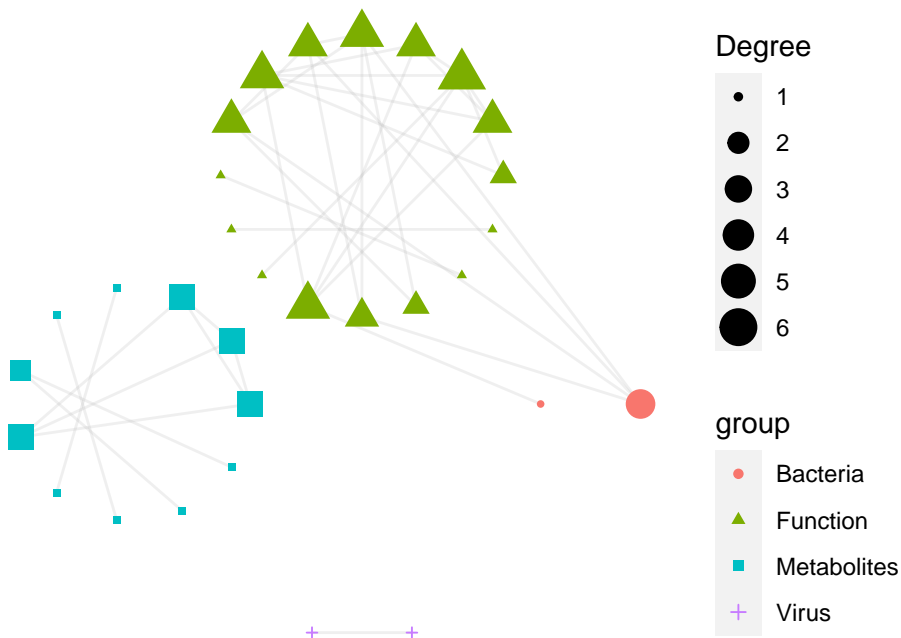 Degree
1
2
3
4
5
6
group
Bacteria
Function
Metabolites
Virus